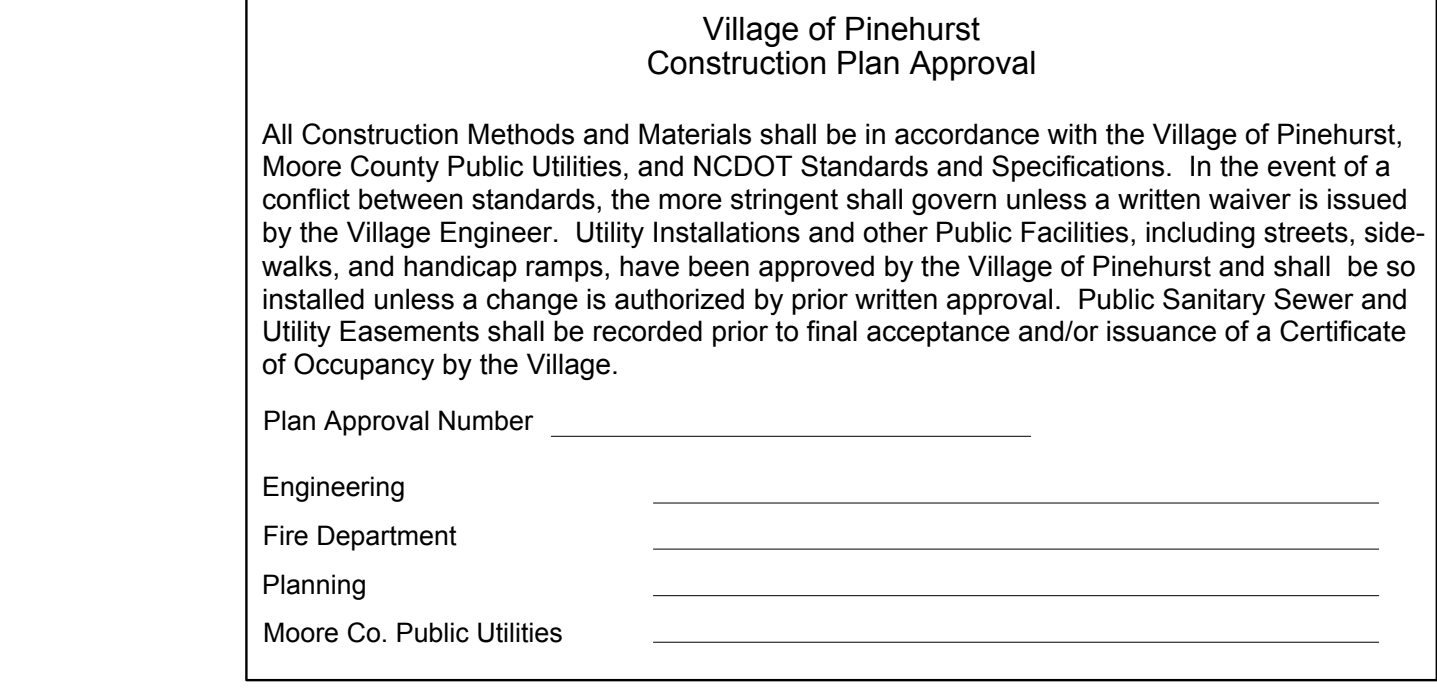 Village of Pinehurst
Construction Plan Approval
All Construction Methods and Materials shall be in accordance with the Village of Pinehurst,
Moore County Public Utilities, and NCDOT Standards and Specifications.  In the event of a
conflict between standards, the more stringent shall govern unless a written waiver is issued
by the Village Engineer.  Utility Installations and other Public Facilities, including streets, side-
walks, and handicap ramps, have been approved by the Village of Pinehurst and shall  be so
installed unless a change is authorized by prior written approval.  Public Sanitary Sewer and
Utility Easements shall be recorded prior to final acceptance and/or issuance of a Certificate
of Occupancy by the Village.
Plan Approval Number
Engineering
Fire Department
Planning
Moore Co. Public Utilities